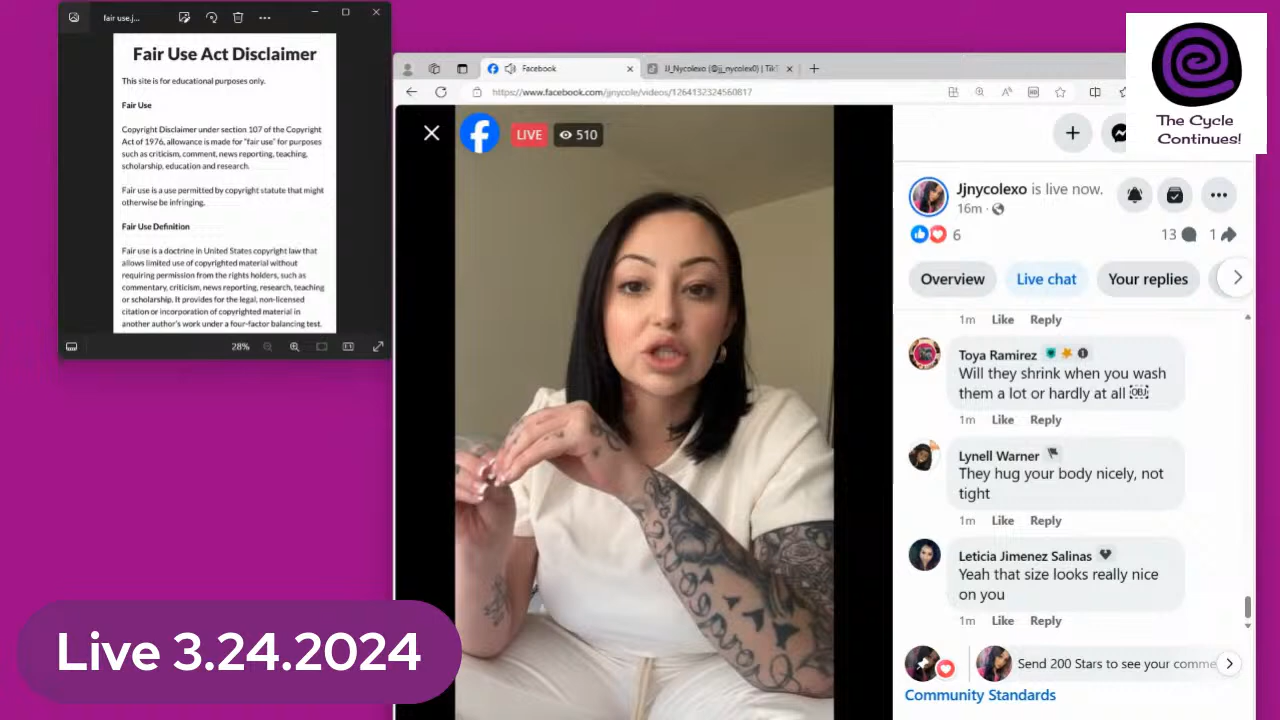 fair use.j...
Fair Use Act Disclaimer
This site is for educational purposes only.
Fair Use
Copyright Disclaimer under section 107 of the Copyright
Act of 1976, allowance is made for "fair use" for purposes
such as criticism, comment, news reporting, teaching,
scholarship, education and research.
Fair use is a use permitted by copyright statute that might
otherwise be infringing.
Fair Use Definition
Fair use is a doctrine in United States copyright law that
allows limited use of copyrighted material without
requiring permission from the rights holders, such as
commentary, criticism, news reporting, research, teaching
or scholarship. It provides for the legal, non-licensed
citation or incorporation of copyrighted material in
another author's work under a four-factor balancing test.
28%
Facebook
JJ_Nycolexo (@jj_nycolex0) | Tik
https://www.facebook.com/jjnycole/videos/1264132324560817
The Cycle
Continues!
LIVE
510
Jjnycolexo is live now.
16m
6
13
1
Overview
Live chat
Your replies
1m Like Reply
Toya Ramirez
Will they shrink when you wash
them a lot or hardly at all OBJ
1m Like Reply
Lynell Warner
They hug your body nicely, not
tight
1m Like Reply
Leticia Jimenez Salinas
Yeah that size looks really nice
on you
1m Like Reply
Send 200 Stars to see your comme
Community Standards
Live 3.24.2024